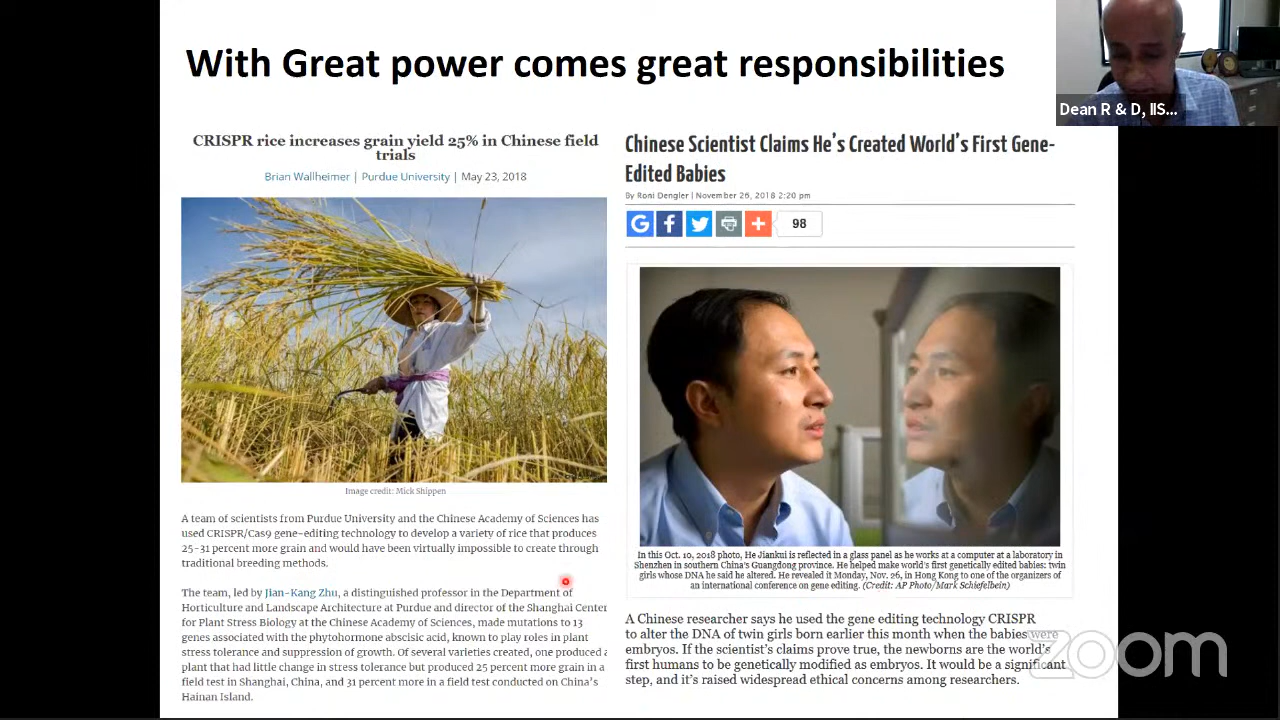 With Great power comes great responsibilities
Dean R & D, IIS...
CRISPR rice increases grain yield 25% in Chinese field
trials
Brian Wallheimer | Purdue University | May 23, 2018
Image credit: Mick Shippen
A team of scientists from Purdue University and the Chinese Academy of Sciences has
used CRISPR/Cas9 gene-editing technology to develop a variety of rice that produces
25-31 percent more grain and would have been virtually impossible to create through
traditional breeding methods.
The team, led by Jian-Kang Zhu, a distinguished professor in the Department of
Horticulture and Landscape Architecture at Purdue and director of the Shanghai Center
for Plant Stress Biology at the Chinese Academy of Sciences, made mutations to 13
genes associated with the phytohormone abscisic acid, known to play roles in plant
stress tolerance and suppression of growth. Of several varieties created, one produced a
plant that had little change in stress tolerance but produced 25 percent more grain in a
field test in Shanghai, China, and 31 percent more in a field test conducted on China's
Hainan Island.
Chinese Scientist Claims He's Created World's First Gene-
Edited Babies
By Roni Dengler | November 26, 2018 2:20 pm
G f + 98
In this Oct. 10, 2018 photo, He Jiankui is reflected in a glass panel as he works at a computer at a laboratory in
Shenzhen in southern China's Guangdong province. He helped make world's first genetically edited babies: twin
girls whose DNA he said he altered. He revealed it Monday, Nov. 26, in Hong Kong to one of the organizers of
an international conference on gene editing. (Credit: AP Photo/Mark Schiefelbein)
A Chinese researcher says he used the gene editing technology CRISPR
to alter the DNA of twin girls born earlier this month when the babies were
embryos. If the scientist's claims prove true, the newborns are the world's
first humans to be genetically modified as embryos. It would be a significant
step, and it's raised widespread ethical concerns among researchers.
zoom